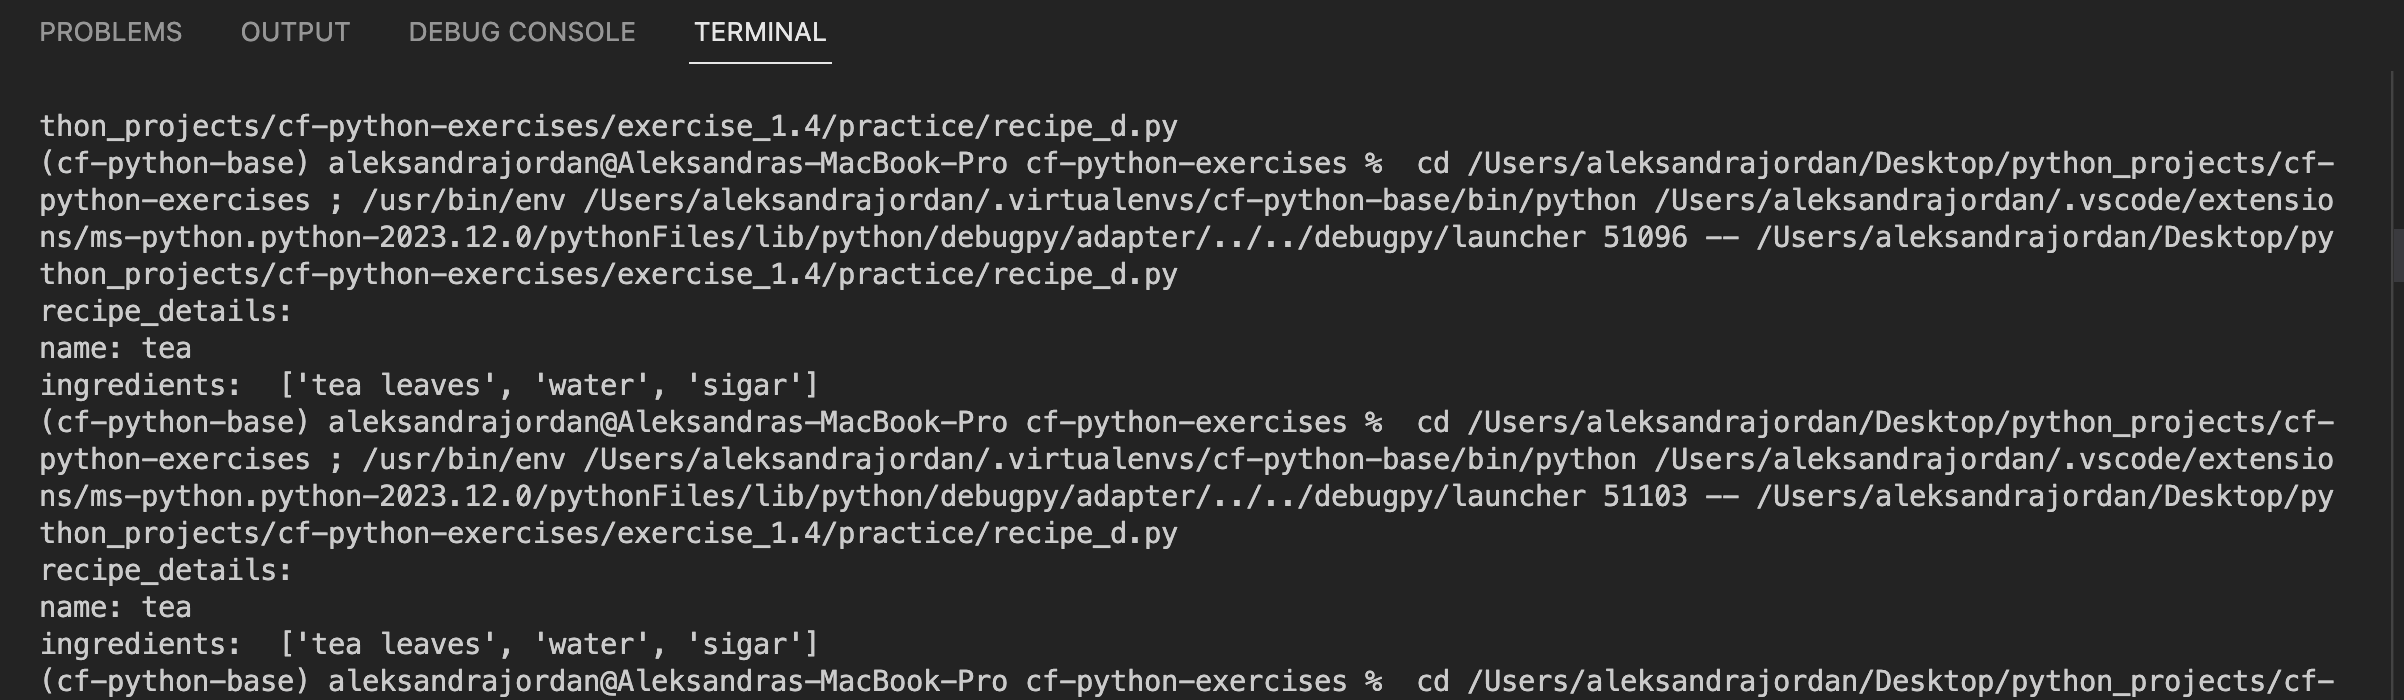 PROBLEMS OUTPUT DEBUG CONSOLE TERMINAL
thon_projects/cf-python-exercises/exercise_1.4/practice/recipe_d.py
(cf-python-base) aleksandrajordan@Aleksandras-MacBook-Pro cf-python-exercises %  cd /Users/aleksandrajordan/Desktop/python_projects/cf-
python-exercises ; /usr/bin/env /Users/aleksandrajordan/.virtualenvs/cf-python-base/bin/python /Users/aleksandrajordan/.vscode/extensio
ns/ms-python.python-2023.12.0/pythonFiles/lib/python/debugpy/adapter/../../debugpy/launcher 51096 -- /Users/aleksandrajordan/Desktop/py
thon_projects/cf-python-exercises/exercise_1.4/practice/recipe_d.py
recipe_details:
name: tea
ingredients:  ['tea leaves', 'water', 'sigar']
(cf-python-base) aleksandrajordan@Aleksandras-MacBook-Pro cf-python-exercises %  cd /Users/aleksandrajordan/Desktop/python_projects/cf-
python-exercises ; /usr/bin/env /Users/aleksandrajordan/.virtualenvs/cf-python-base/bin/python /Users/aleksandrajordan/.vscode/extensio
ns/ms-python.python-2023.12.0/pythonFiles/lib/python/debugpy/adapter/../../debugpy/launcher 51103 -- /Users/aleksandrajordan/Desktop/py
thon_projects/cf-python-exercises/exercise_1.4/practice/recipe_d.py
recipe_details:
name: tea
ingredients:  ['tea leaves', 'water', 'sigar']
(cf-python-base) aleksandrajordan@Aleksandras-MacBook-Pro cf-python-exercises %  cd /Users/aleksandrajordan/Desktop/python_projects/cf-